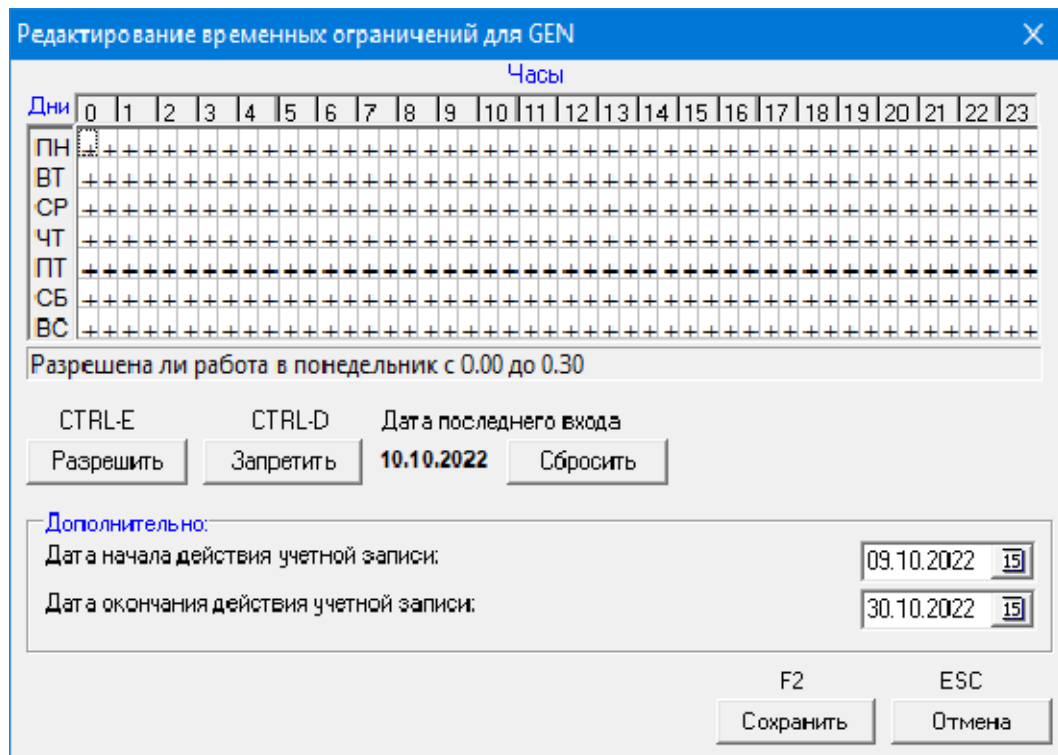 Редактирование временных ограничений для GEN
Часы
Дни 0 1 2 3 4 5 6 7 8 9 10 11 12 13 14 15 16 17 18 19 20 21 22 23
ПН + + + + + + + + + + + + + + + + + + + + + + + + + + + + + + + + + + + + + + + + + + + + + + + +
ВТ + + + + + + + + + + + + + + + + + + + + + + + + + + + + + + + + + + + + + + + + + + + + + + + +
СР + + + + + + + + + + + + + + + + + + + + + + + + + + + + + + + + + + + + + + + + + + + + + + + +
ЧТ + + + + + + + + + + + + + + + + + + + + + + + + + + + + + + + + + + + + + + + + + + + + + + + +
ПТ + + + + + + + + + + + + + + + + + + + + + + + + + + + + + + + + + + + + + + + + + + + + + + + +
СБ + + + + + + + + + + + + + + + + + + + + + + + + + + + + + + + + + + + + + + + + + + + + + + + +
ВС + + + + + + + + + + + + + + + + + + + + + + + + + + + + + + + + + + + + + + + + + + + + + + + +
Разрешена ли работа в понедельник с 0.00 до 0.30
CTRL-E CTRL-D Дата последнего входа
Разрешить Запретить 10.10.2022 Сбросить
Дополнительно:
Дата начала действия учетной записи: 09.10.2022 15
Дата окончания действия учетной записи: 30.10.2022 15
F2 ESC
Сохранить Отмена